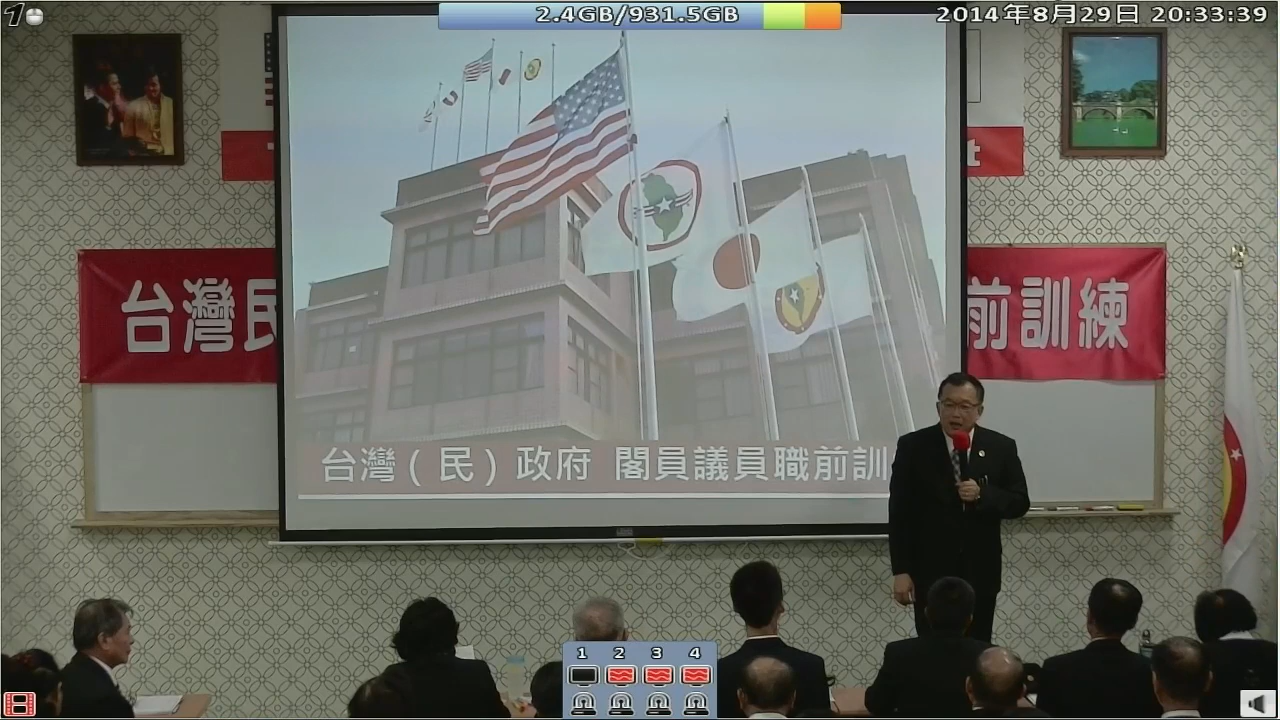 1
2.4GB/931.5GB
2014年8月29日 20:33:39
t
台灣民
前訓練
台灣(民)政府 閣員議員職前訓
1 2 3 4